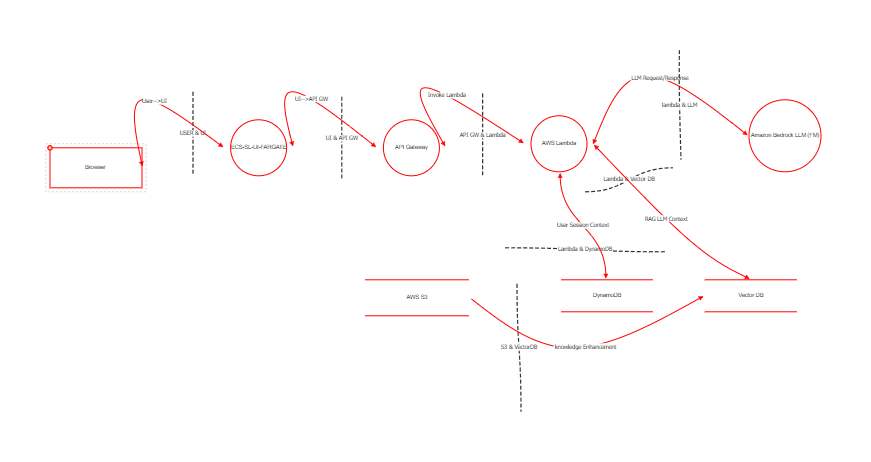 LLM Request/Response
User-->UI
UI-->API GW
Invoke Lambda
lambda & LLM
USER & UI
UI & API GW
API GW & Lambda
Amazon Bedrock LLM (FM)
ECS-SL-UI-FARGATE
API Gateway
AWS Lambda
Browser
Lambda & Vector DB
User Session Context
RAG LLM Context
Lambda & DynamoDB
AWS S3
DynamoDB
Vector DB
S3 & VectorDB
knowledge Enhancement